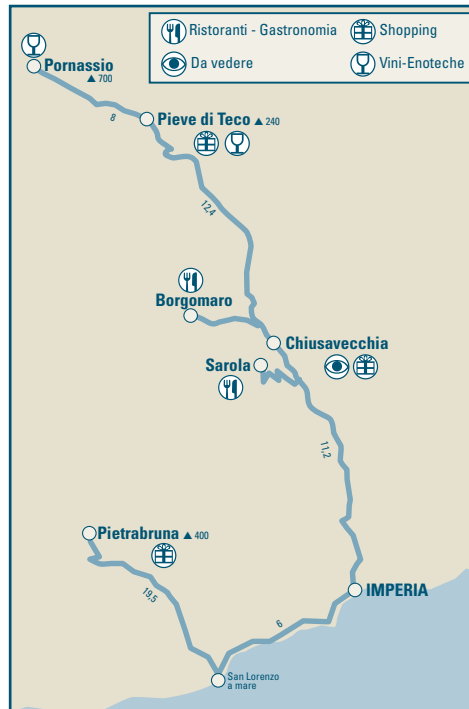 Ristoranti - Gastronomia
Shopping
Da vedere
Vini-Enoteche
Pornassio
▲ 700
8
Pieve di Teco ▲ 240
12,4
Borgomaro
Chiusavecchia
Sarola
11,2
Pietrabruna ▲ 400
19,5
IMPERIA
6
San Lorenzo
a mare